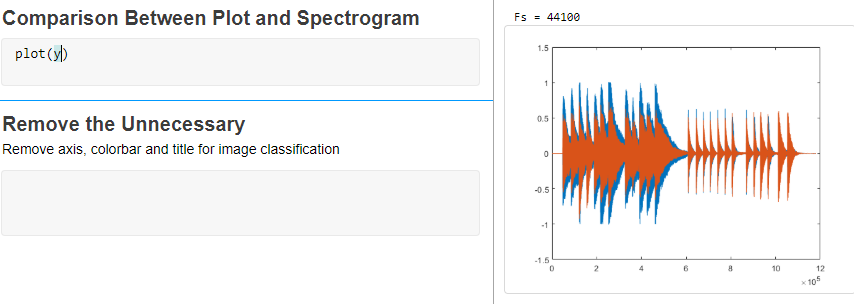 Comparison Between Plot and Spectrogram
plot(y)
Remove the Unnecessary
Remove axis, colorbar and title for image classification
Fs = 44100
1.5
1
0.5
0
-0.5
-1
-1.5
0 2 4 6 8 10 12
×10^5